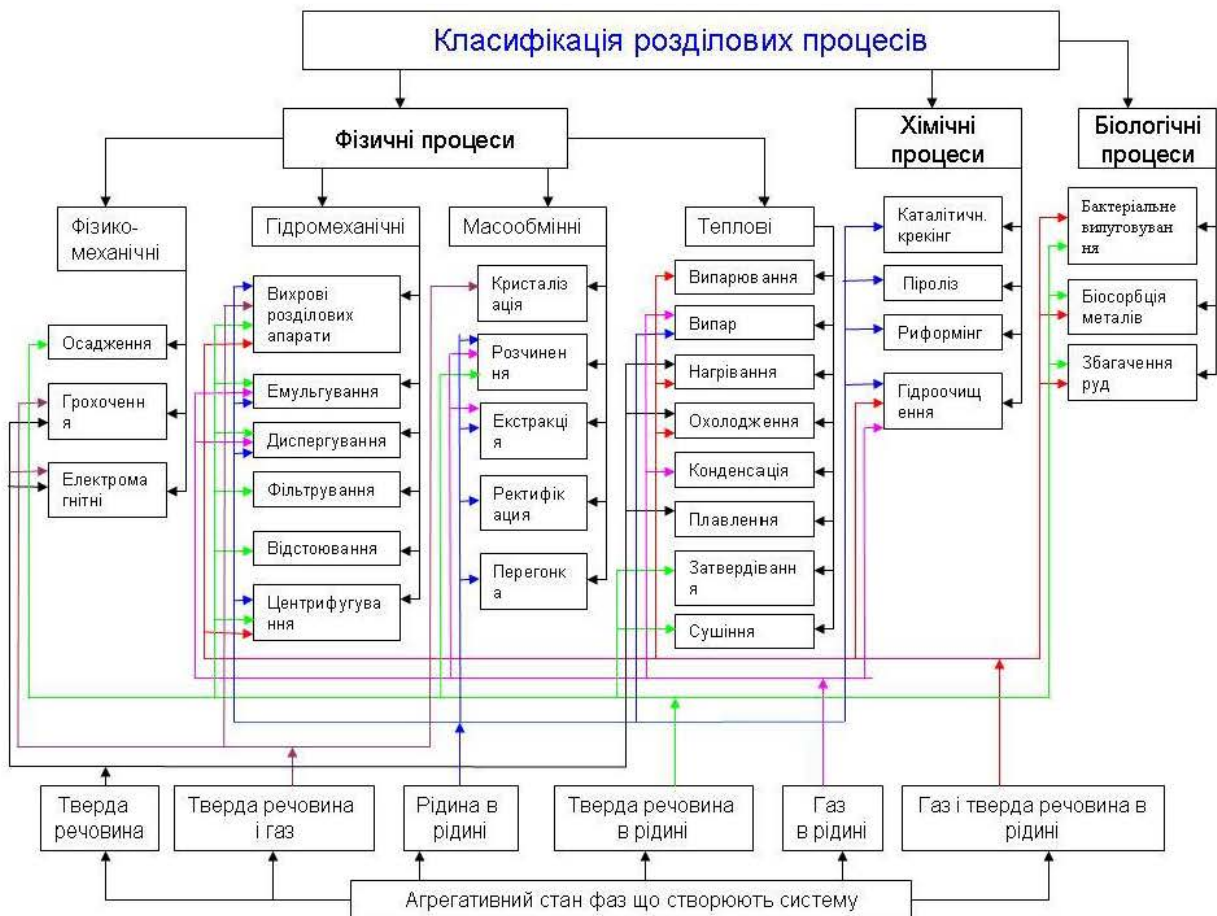 Класифікація розділових процесів
Фізичні процеси
Хімічні
процеси
Біологічні
процеси
Фізико-
механічні
Осадження
Грохоченн
я
Електрома
гнітні
Гідромеханічні
Вихрові
розділових
апарати
Емульгування
Диспергування
Фільтрування
Відстоювання
Центрифугува
ння
Масообмінні
Кристаліз
ація
Розчинен
ня
Екстракці
я
Ректифік
ация
Перегонк
а
Теплові
Випарювання
Випар
Нагрівання
Охолодження
Конденсація
Плавлення
Затвердіванн
я
Сушіння
Каталітичн.
крекінг
Піроліз
Риформінг
Гідроочищ
ення
Бактеріальне
вилуговуван
ня
Біосорбція
металів
Збагачення
руд
Тверда
речовина
Тверда речовина
і газ
Рідина в
рідині
Тверда речовина
в рідині
Газ
в рідині
Газ і тверда речовина в
рідині
Агрегативний стан фаз що створюють систему